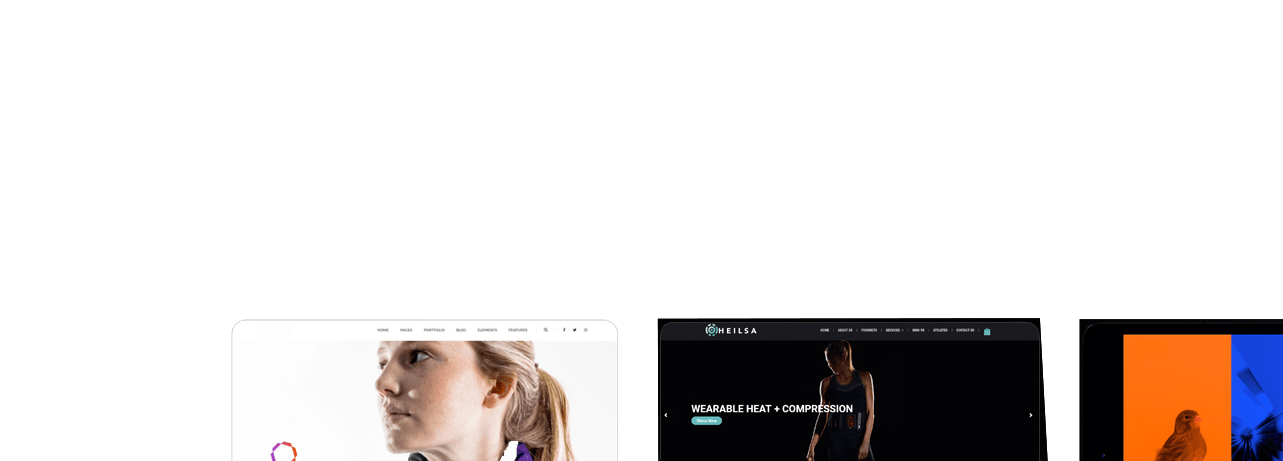 HOME PAGES PORTFOLIO BLOG ELEMENTS FEATURES
HEILSA
HOME ABOUT US PRODUCTS SERVICES HOW-TO ATHLETES CONTACT US
WEARABLE HEAT + COMPRESSION
Shop Now